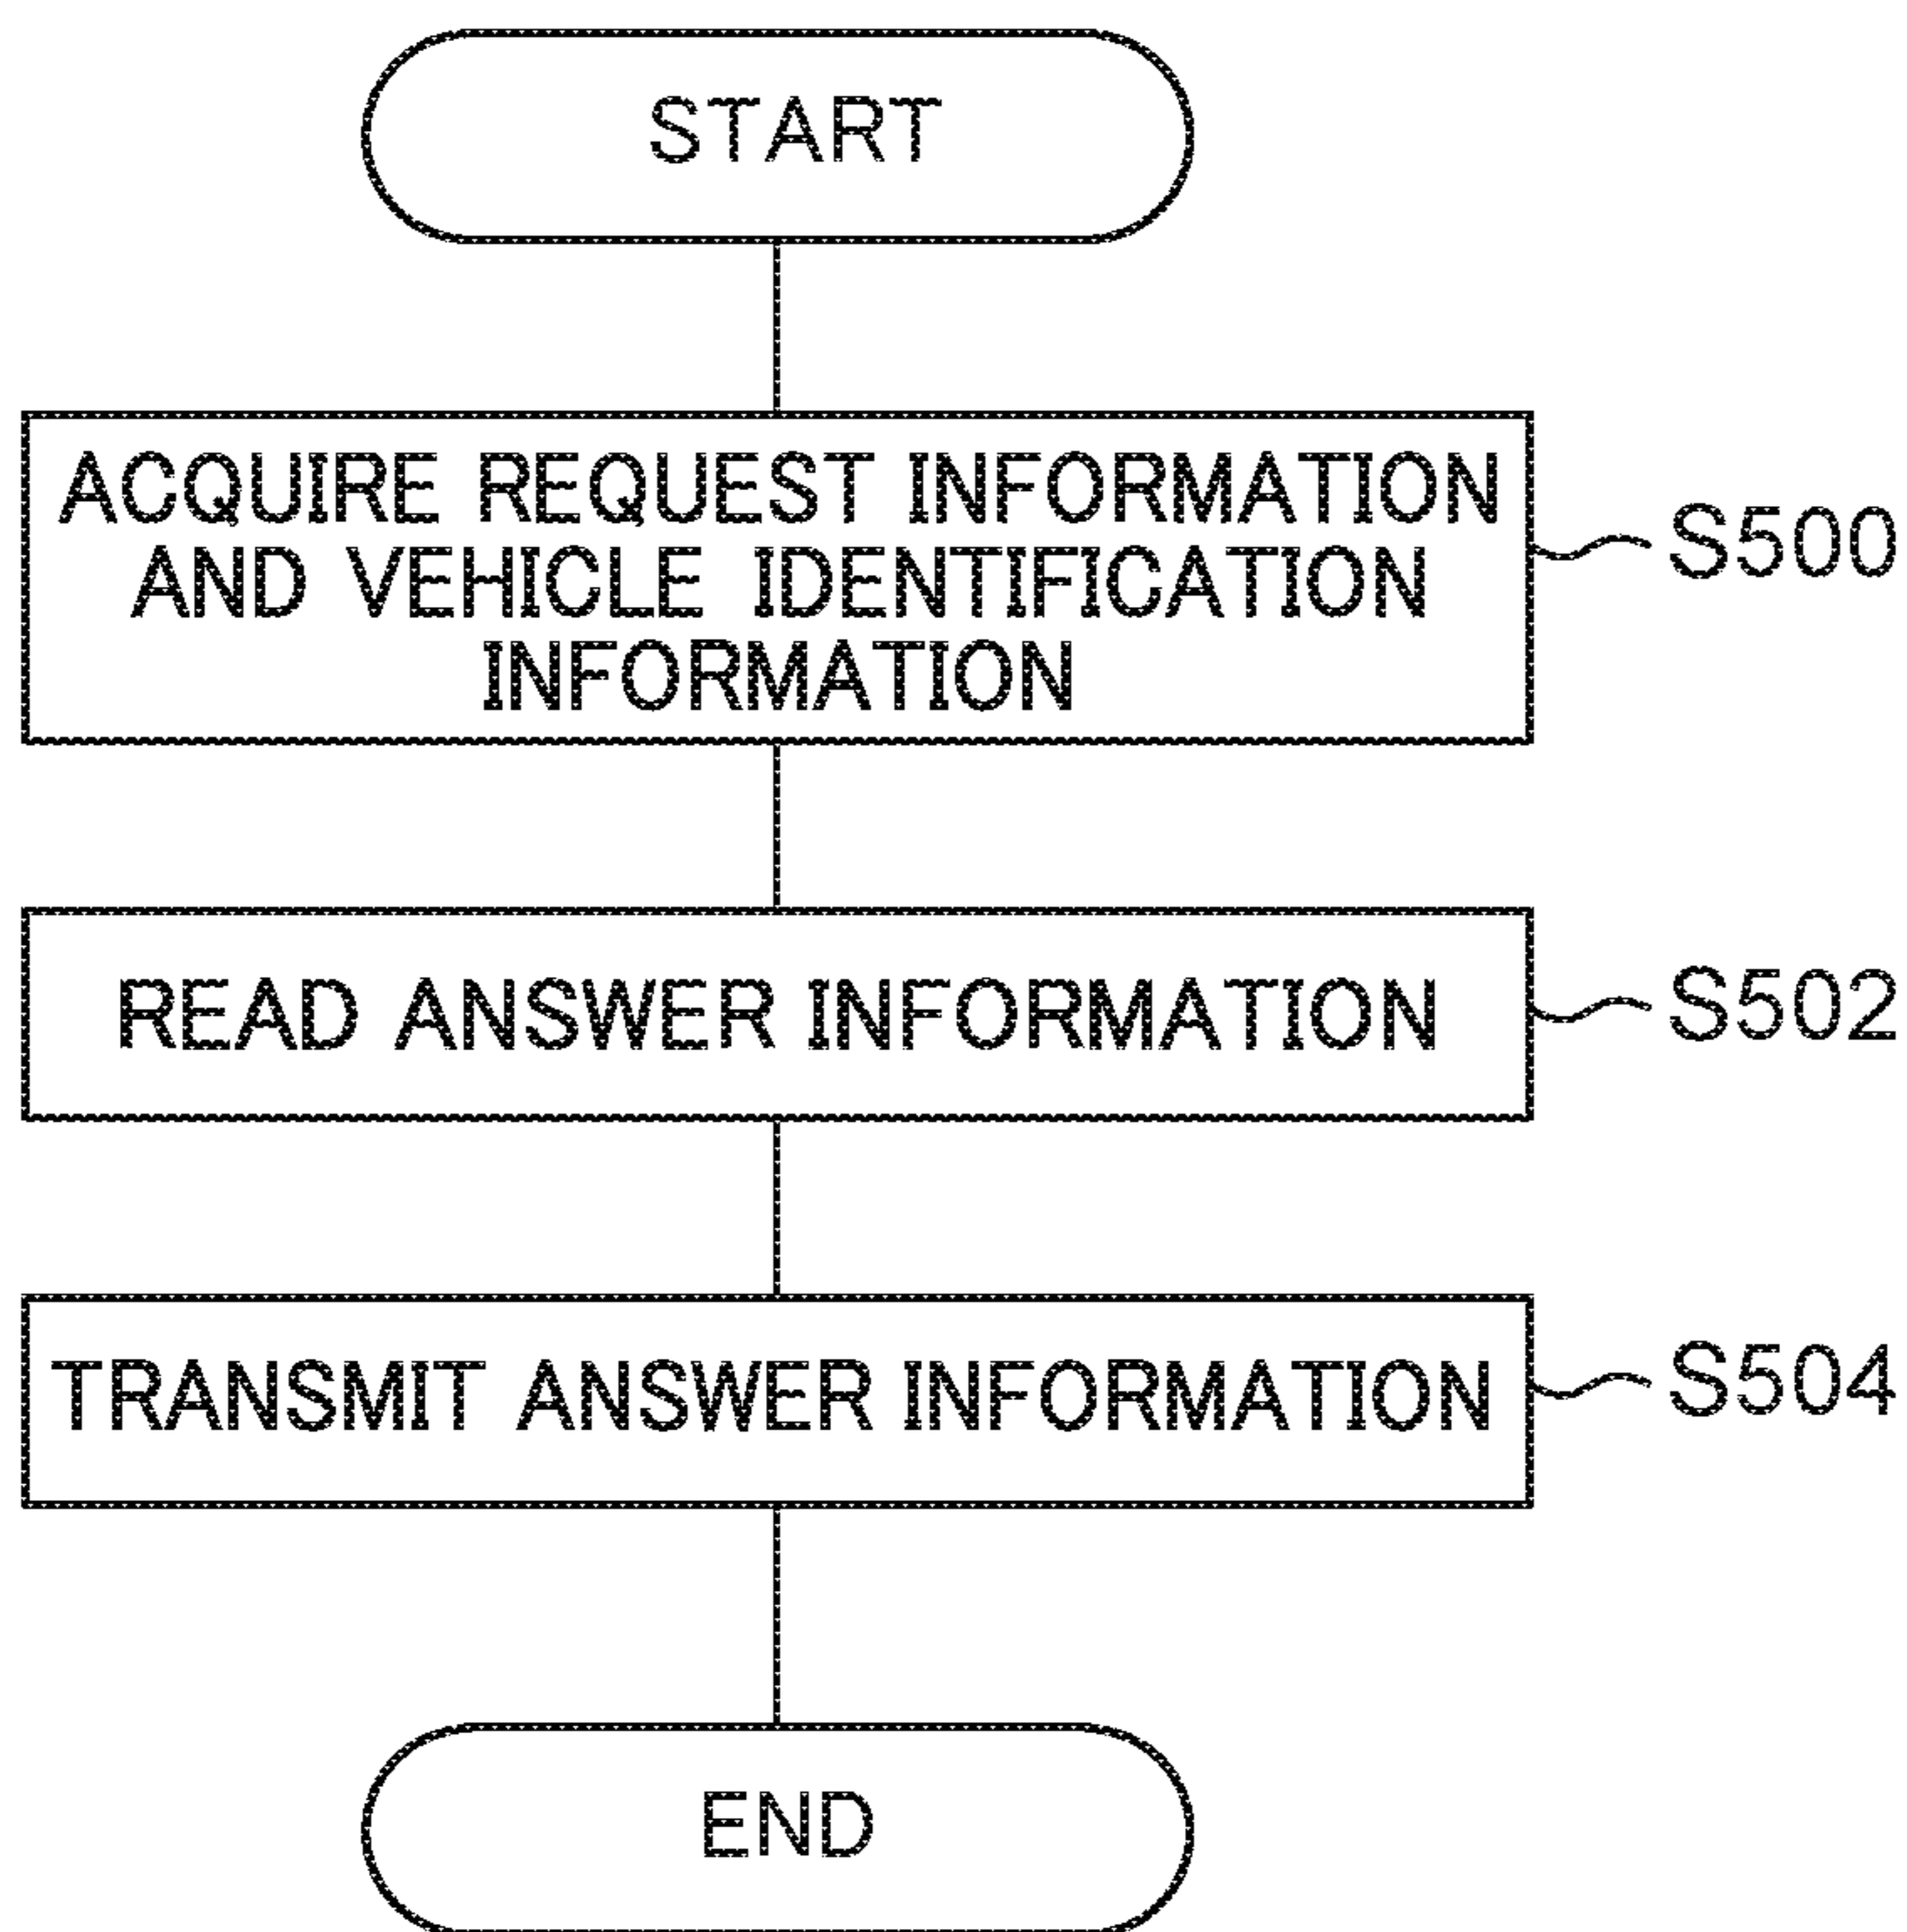 START
ACQUIRE REQUEST INFORMATION
AND VEHICLE IDENTIFICATION
INFORMATION
S500
READ ANSWER INFORMATION
S502
TRANSMIT ANSWER INFORMATION
S504
END